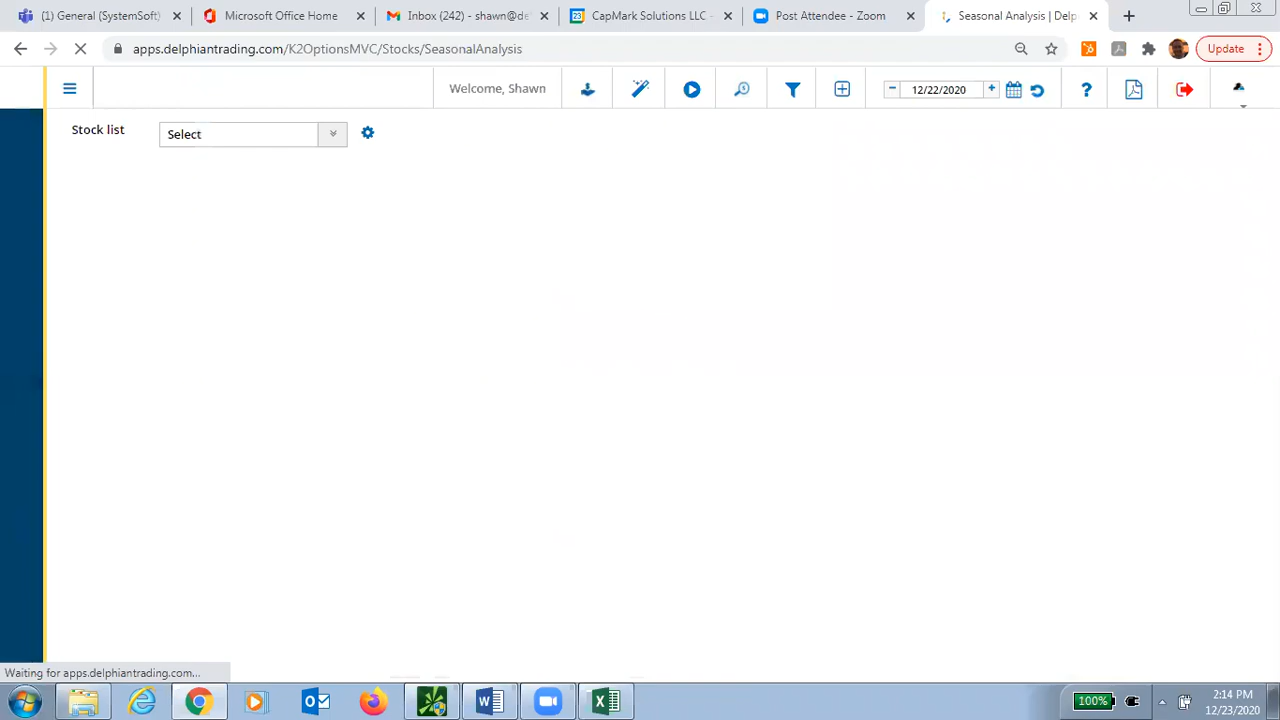 General (SystemSoft)
Microsoft Office Home
Inbox (242) - shawn@de
CapMark Solutions LLC -
Post Attendee - Zoom
Seasonal Analysis | Delp
apps.delphiantrading.com/K2OptionsMVC/Stocks/SeasonalAnalysis
Update
Welcome, Shawn
12/22/2020
Stock list
Select
Waiting for apps.delphiantrading.com...
100%
2:14 PM
12/23/2020